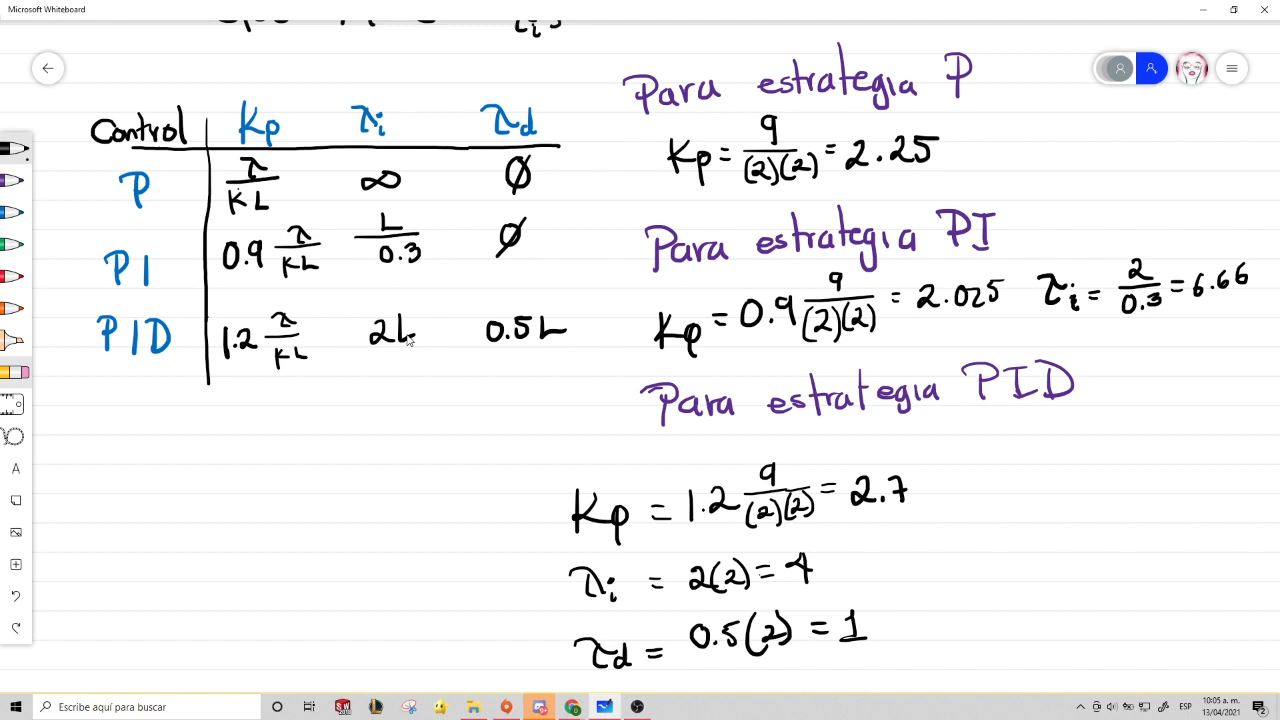 Microsoft Whiteboard
Control Kp τi τd
P τ/KL ∞ ∅
PI 0.9 τ/KL L/0.3 ∅
PID 1.2 τ/KL 2L 0.5L
Para estrategia P
Kp = 9/(2)(2) = 2.25
Para estrategia PI
Kp = 0.9 9/(2)(2) = 2.025 τi = 2/0.3 = 6.66
Para estrategia PID
Kp = 1.2 9/(2)(2) = 2.7
τi = 2(2) = 4
τd = 0.5(2) = 1
Escribe aquí para buscar
ESP
10:05 a. m.
13/04/2021